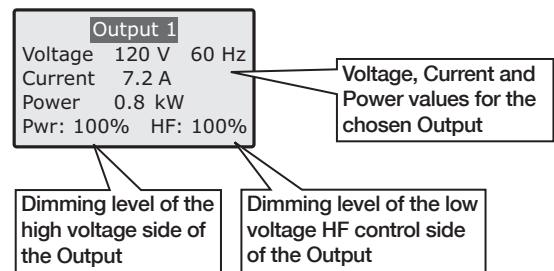 Output 1
Voltage 120 V 60 Hz
Current 7.2 A
Power 0.8 kW
Pwr: 100% HF: 100%
Voltage, Current and
Power values for the
chosen Output
Dimming level of the
high voltage side of
the Output
Dimming level of the low
voltage HF control side
of the Output